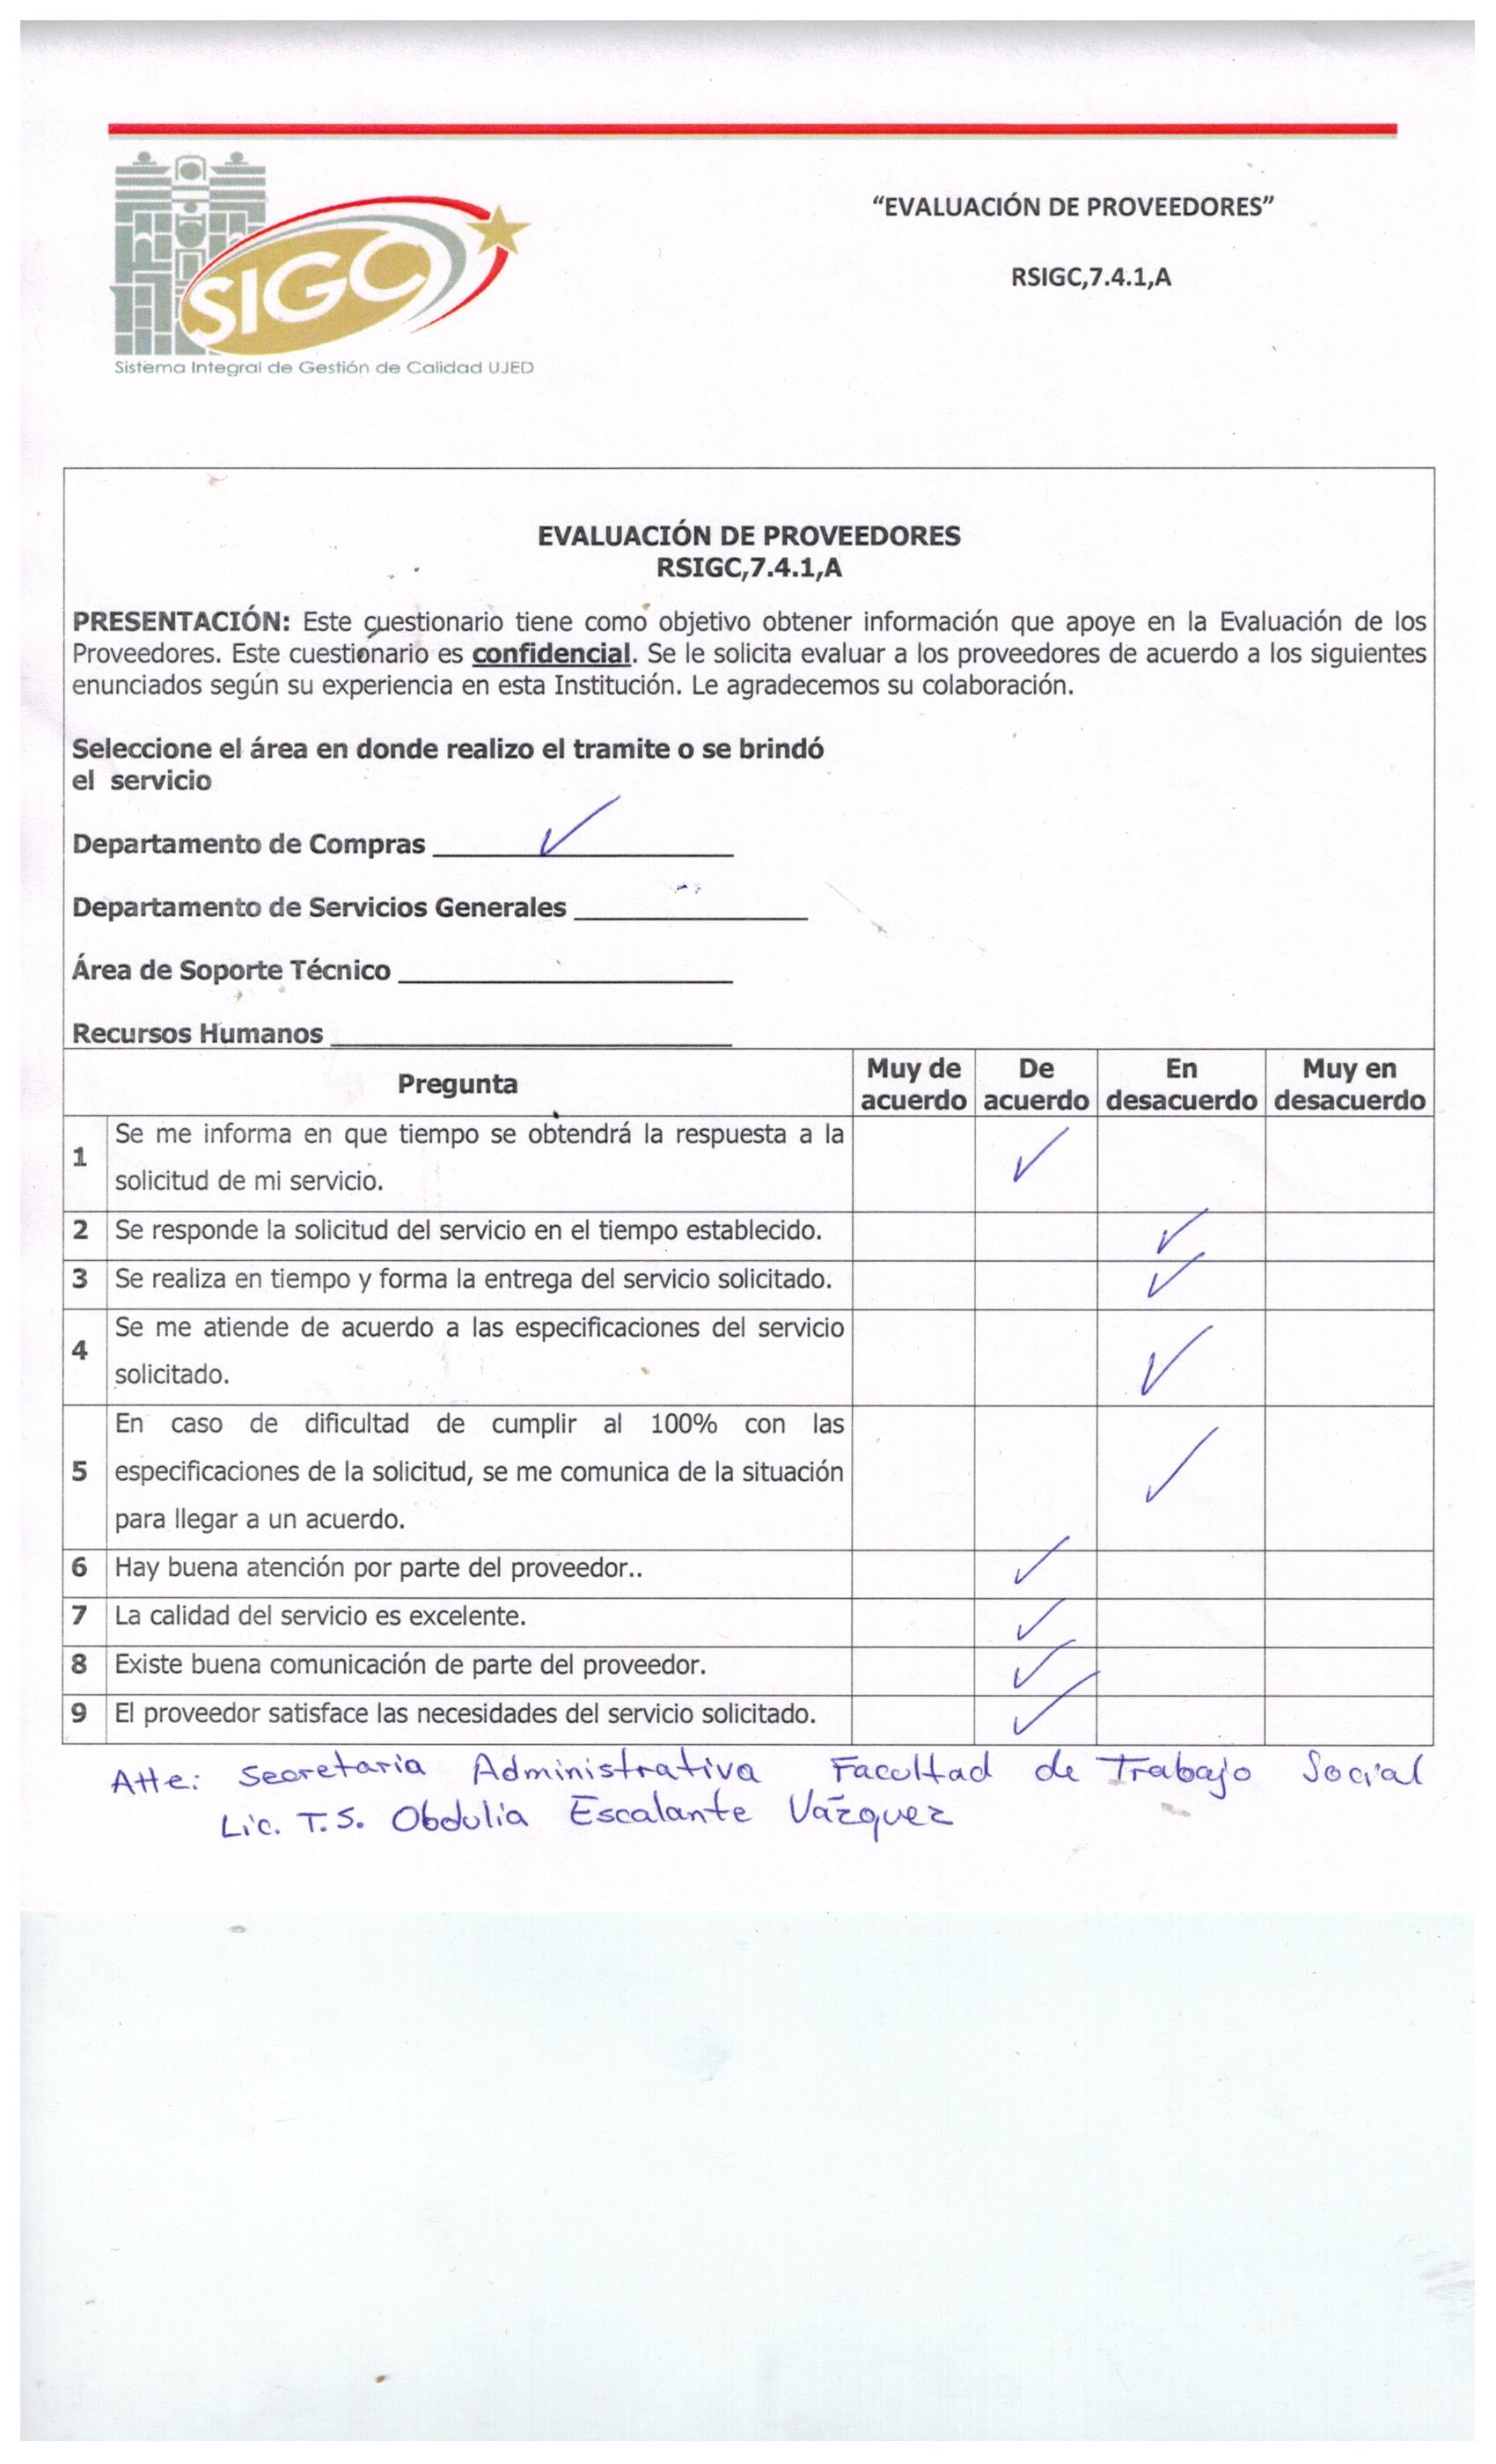 SIGC
Sistema Integral de Gestión de Calidad UJED
“EVALUACIÓN DE PROVEEDORES”
RSIGC,7.4.1,A
EVALUACIÓN DE PROVEEDORES
RSIGC,7.4.1,A
PRESENTACIÓN: Este cuestionario tiene como objetivo obtener información que apoye en la Evaluación de los
Proveedores. Este cuestionario es confidencial. Se le solicita evaluar a los proveedores de acuerdo a los siguientes
enunciados según su experiencia en esta Institución. Le agradecemos su colaboración.
Seleccione el área en donde realizo el tramite o se brindó
el servicio
Departamento de Compras ✓
Departamento de Servicios Generales
Área de Soporte Técnico
Recursos Humanos
Pregunta Muy de acuerdo De acuerdo En desacuerdo Muy en desacuerdo
1 Se me informa en que tiempo se obtendrá la respuesta a la
solicitud de mi servicio. ✓
2 Se responde la solicitud del servicio en el tiempo establecido. ✓
3 Se realiza en tiempo y forma la entrega del servicio solicitado. ✓
4 Se me atiende de acuerdo a las especificaciones del servicio
solicitado. ✓
5 En caso de dificultad de cumplir al 100% con las
especificaciones de la solicitud, se me comunica de la situación
para llegar a un acuerdo. ✓
6 Hay buena atención por parte del proveedor.. ✓
7 La calidad del servicio es excelente. ✓
8 Existe buena comunicación de parte del proveedor. ✓
9 El proveedor satisface las necesidades del servicio solicitado. ✓
Atte: Secretaria Administrativa Facultad de Trabajo Social
Lic. T.S. Obdulia Escalante Vázquez